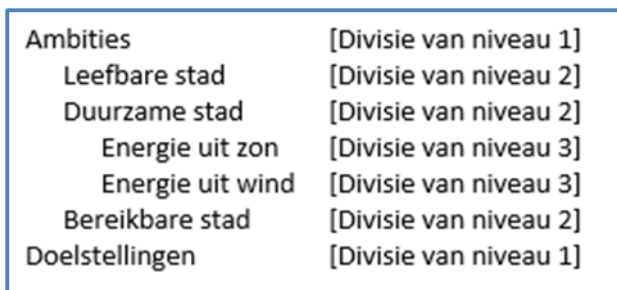 Ambities [Divisie van niveau 1]
Leefbare stad [Divisie van niveau 2]
Duurzame stad [Divisie van niveau 2]
Energie uit zon [Divisie van niveau 3]
Energie uit wind [Divisie van niveau 3]
Bereikbare stad [Divisie van niveau 2]
Doelstellingen [Divisie van niveau 1]